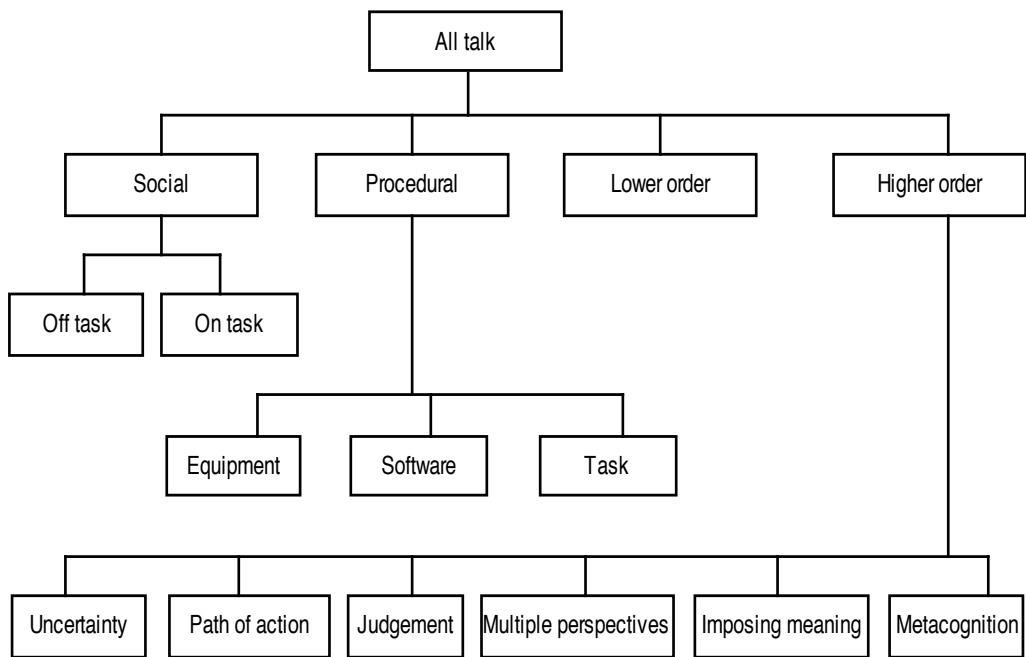 All talk
Social
Procedural
Lower order
Higher order
Off task
On task
Equipment
Software
Task
Uncertainty
Path of action
Judgement
Multiple perspectives
Imposing meaning
Metacognition